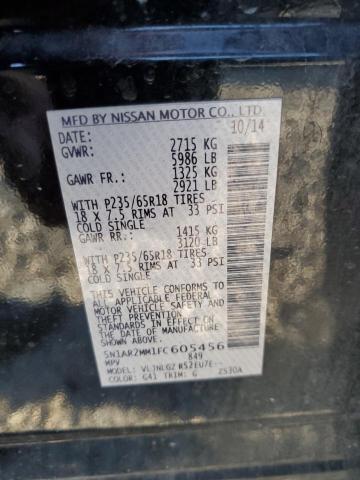 MFD BY NISSAN MOTOR CO., LTD.
DATE: 10/14
GVWR: 2715 KG
5986 LB
GAWR FR.: 1325 KG
2921 LB
WITH P235/65R18 TIRES
18 X 7.5 RIMS AT 33 PSI
COLD SINGLE
GAWR RR.: 1415 KG
3120 LB
WITH P235/65R18 TIRES
18 X 7.5 RIMS AT 33 PSI
COLD SINGLE
THIS VEHICLE CONFORMS TO
ALL APPLICABLE FEDERAL
MOTOR VEHICLE SAFETY AND
THEFT PREVENTION
STANDARDS IN EFFECT ON THE
DATE OF MANUFACTURE
SHOWN ABOVE.
5N1AR2MM1FC605456
MPV 849
MODEL: R52EU7E--
COLOR: G41 TRIM: G 2530A